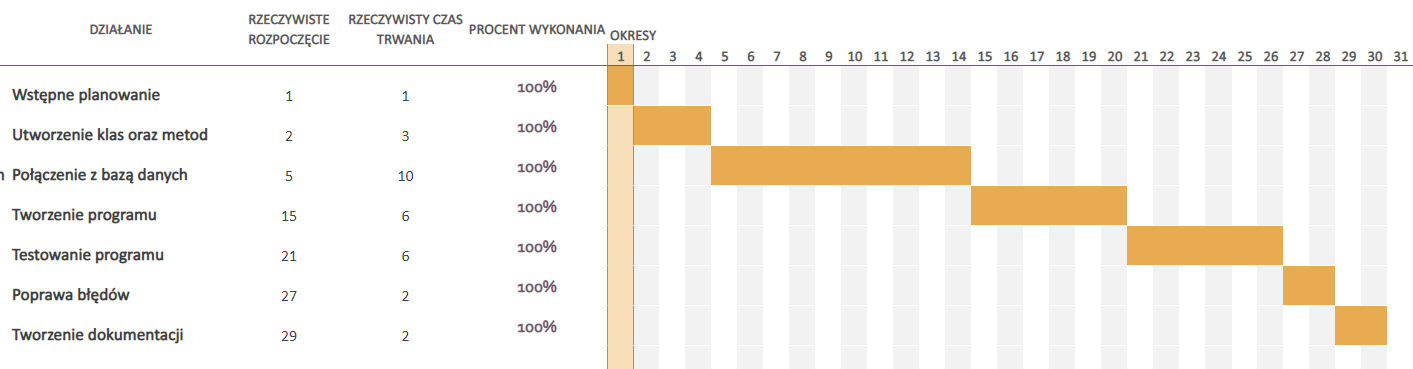 DZIAŁANIE RZECZYWISTE ROZPOCZĘCIE RZECZYWISTY CZAS TRWANIA PROCENT WYKONANIA OKRESY
1 2 3 4 5 6 7 8 9 10 11 12 13 14 15 16 17 18 19 20 21 22 23 24 25 26 27 28 29 30 31
Wstępne planowanie 1 1 100%
Utworzenie klas oraz metod 2 3 100%
n Połączenie z bazą danych 5 10 100%
Tworzenie programu 15 6 100%
Testowanie programu 21 6 100%
Poprawa błędów 27 2 100%
Tworzenie dokumentacji 29 2 100%